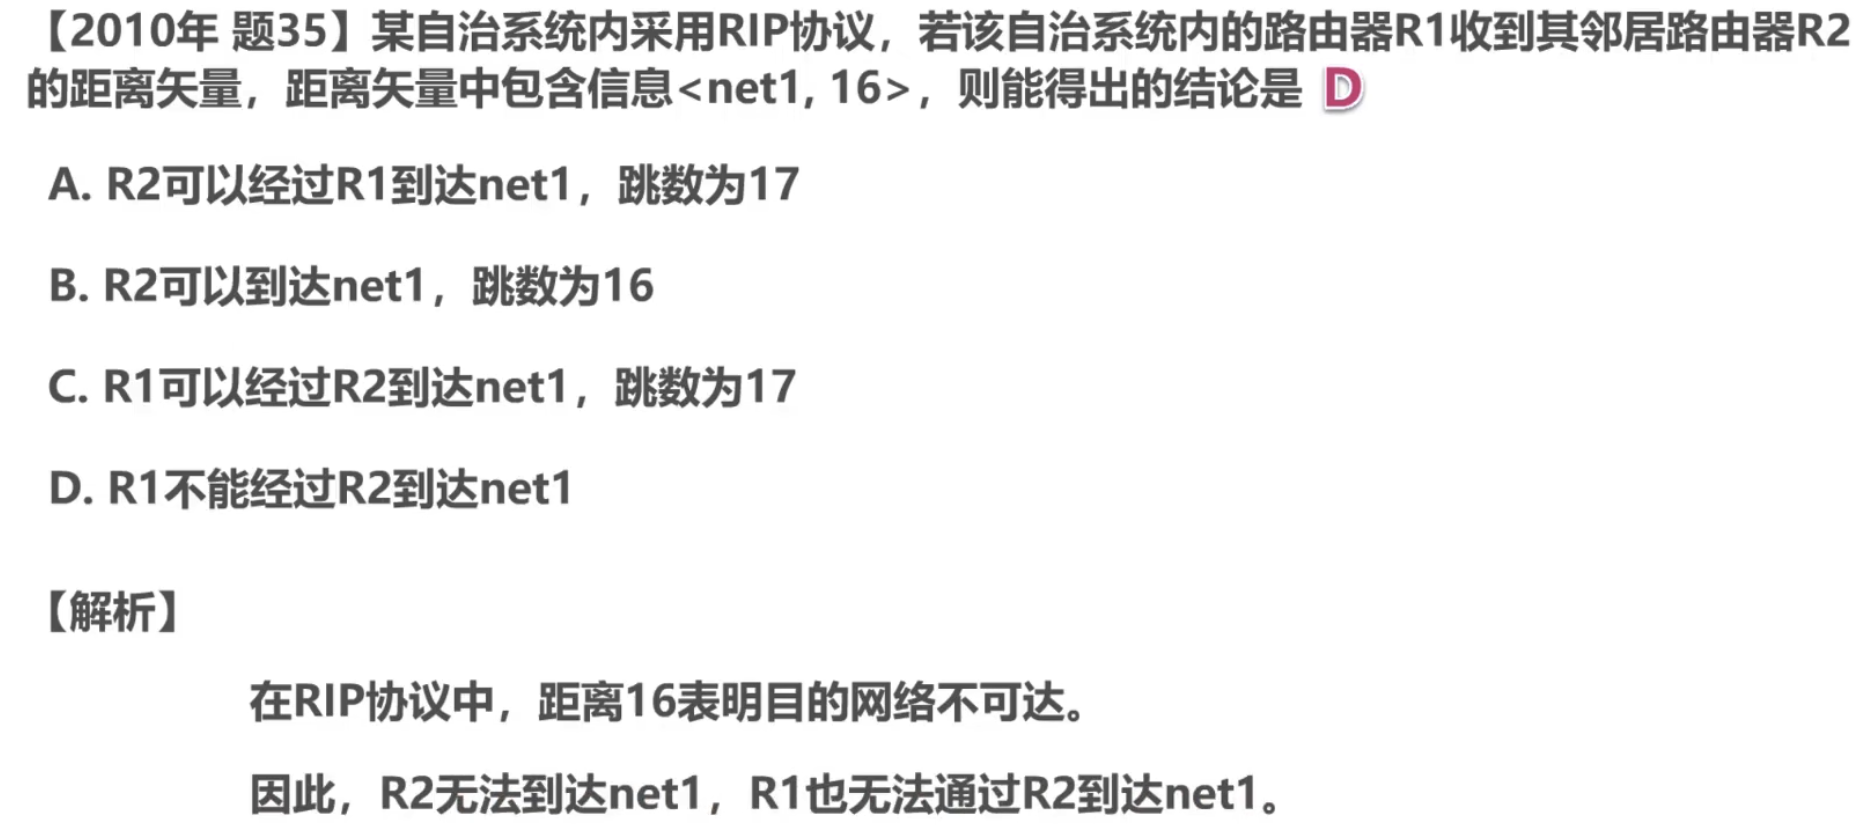 【2010年 题35】某自治系统内采用RIP协议，若该自治系统内的路由器R1收到其邻居路由器R2
的距离矢量，距离矢量中包含信息<net1, 16>，则能得出的结论是 D
A. R2可以经过R1到达net1，跳数为17
B. R2可以到达net1，跳数为16
C. R1可以经过R2到达net1，跳数为17
D. R1不能经过R2到达net1
【解析】
在RIP协议中，距离16表明目的网络不可达。
因此，R2无法到达net1，R1也无法通过R2到达net1。